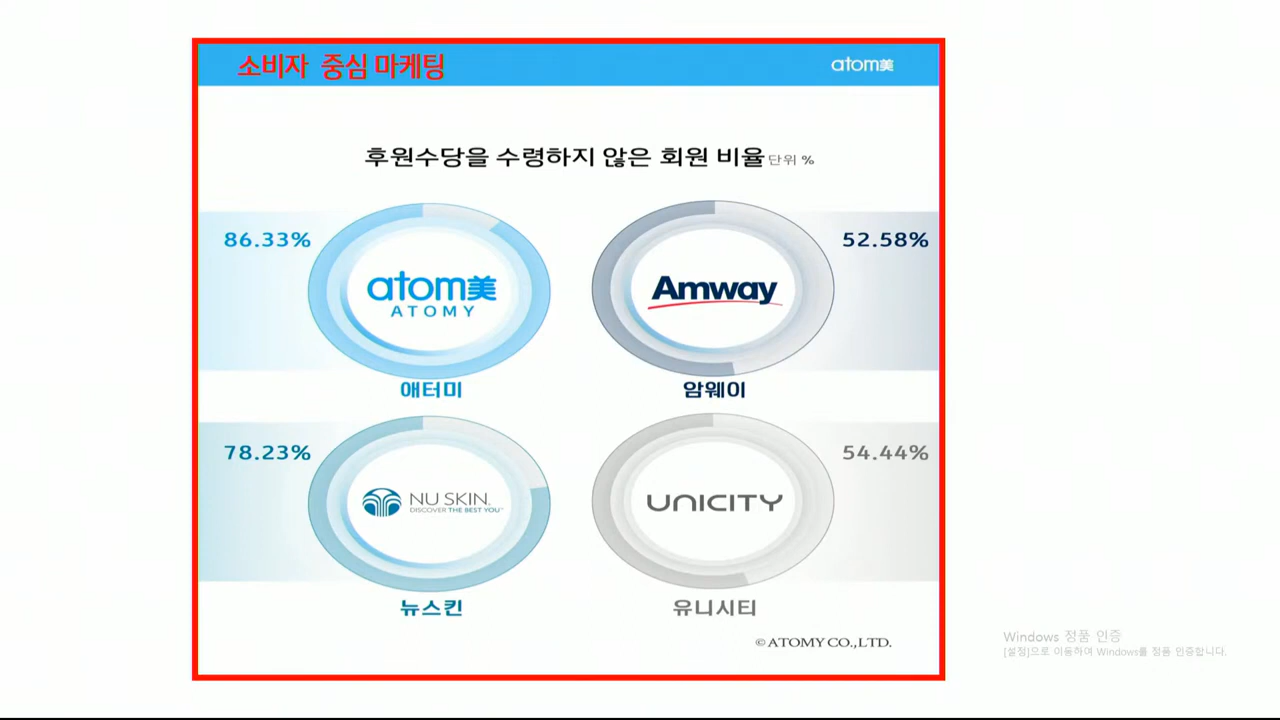 소비자 중심 마케팅
atom美
후원수당을 수령하지 않은 회원 비율 단위 %
86.33%
atom美
ATOMY
애터미
52.58%
Amway
암웨이
78.23%
NU SKIN
DISCOVER THE BEST YOU™
뉴스킨
54.44%
UNICITY
유니시티
© ATOMY CO.,LTD.
Windows 정품 인증
[설정]으로 이동하여 Windows를 정품 인증합니다.